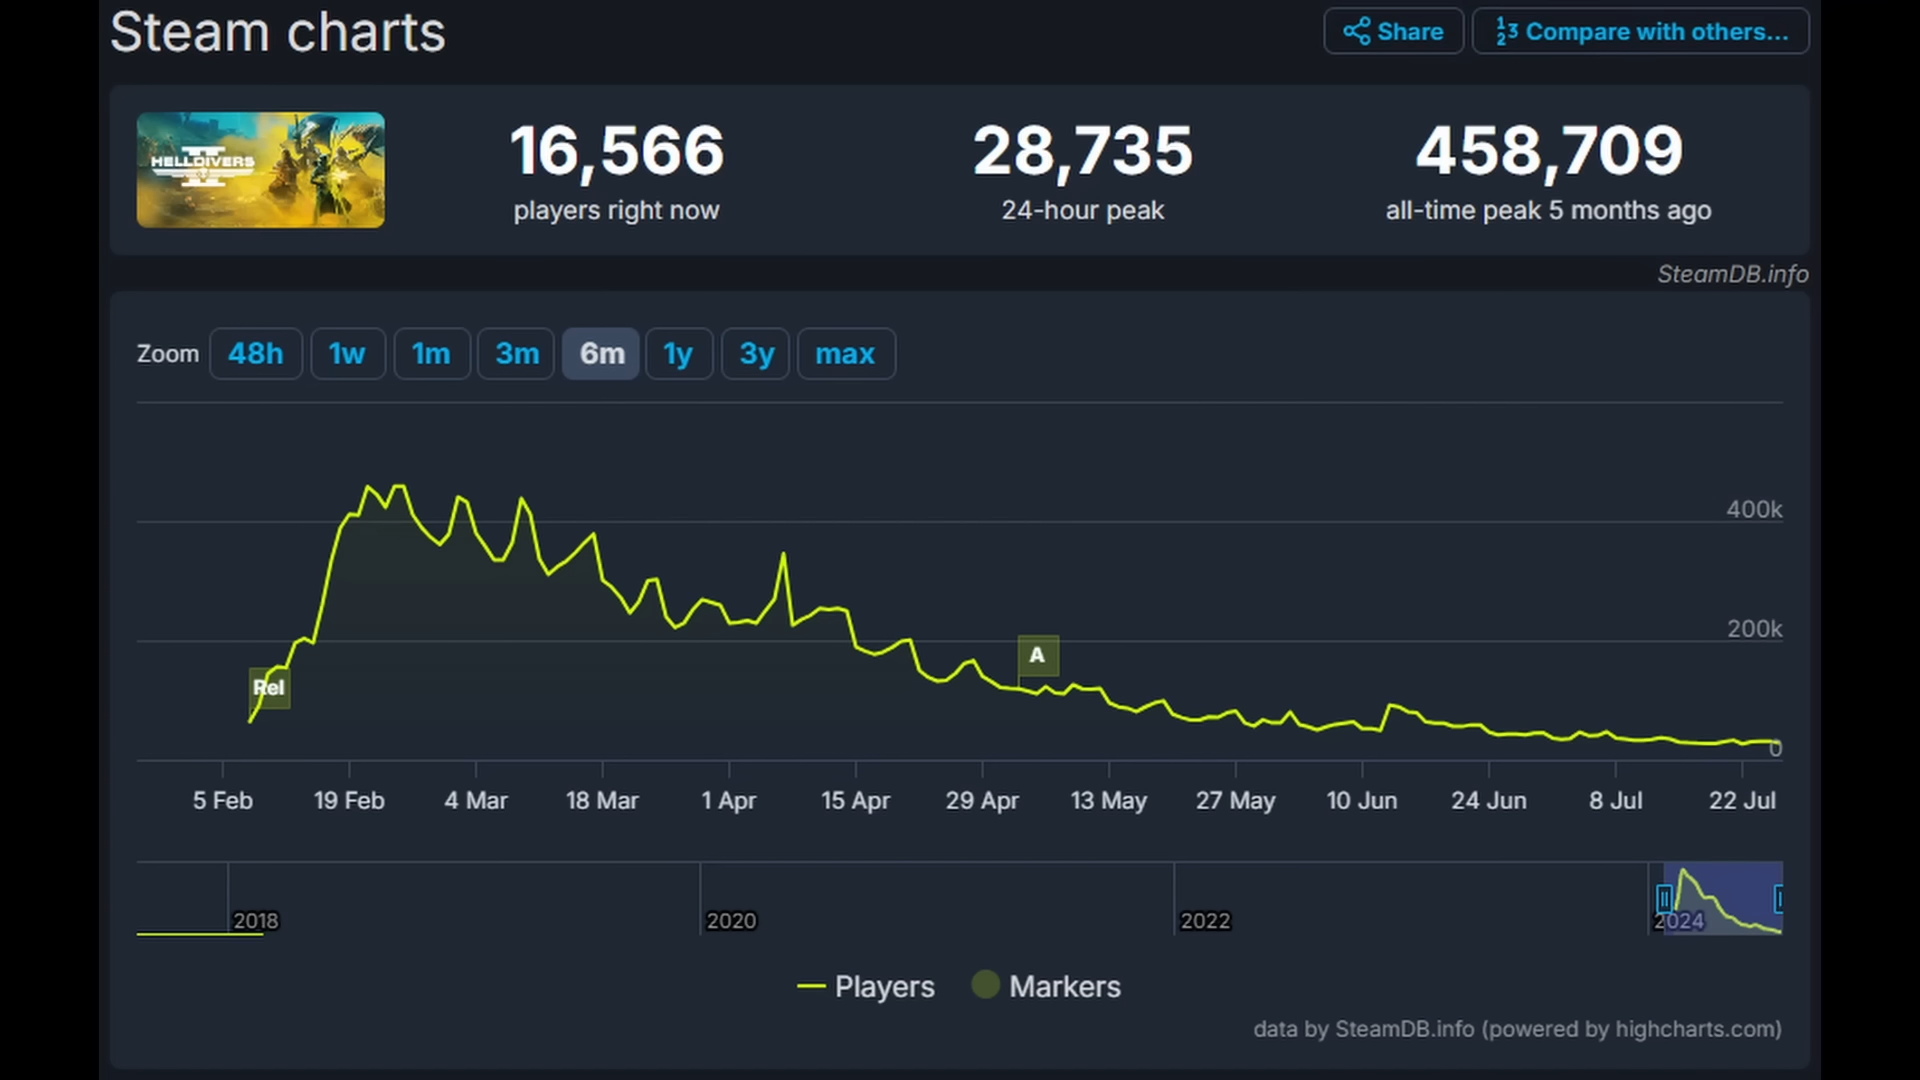 Steam charts
Share
Compare with others...
HELLDIVERS
II
16,566
players right now
28,735
24-hour peak
458,709
all-time peak 5 months ago
SteamDB.info
Zoom 48h 1w 1m 3m 6m 1y 3y max
400k
200k
0
Rel
A
5 Feb 19 Feb 4 Mar 18 Mar 1 Apr 15 Apr 29 Apr 13 May 27 May 10 Jun 24 Jun 8 Jul 22 Jul
2018 2020 2022 2024
Players Markers
data by SteamDB.info (powered by highcharts.com)